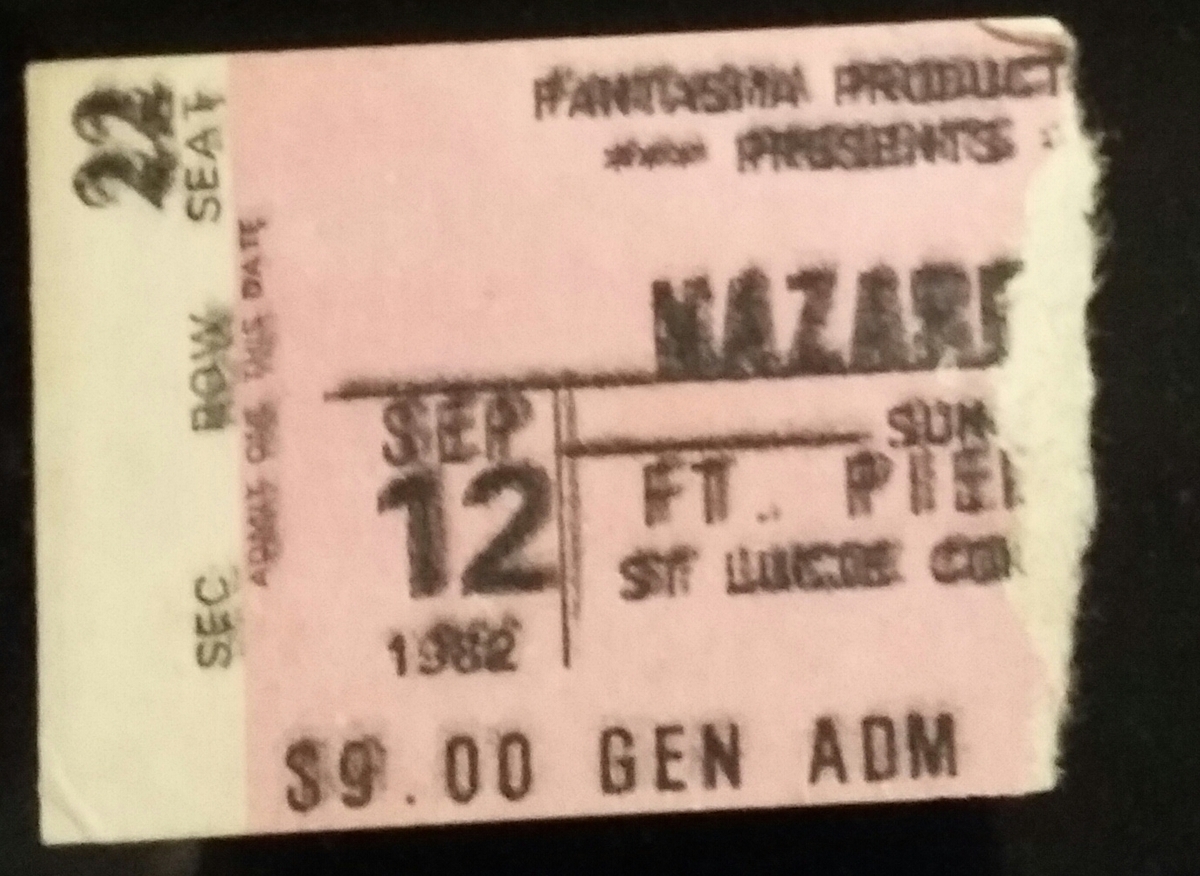 FANTASMA PRODUCT
*** PRESENTS
NAZARE
SEP
12
1982
SUN
FT. PIER
ST LUCIE CO
$9.00 GEN ADM
ADMIT ONE THIS DATE
22
SEAT
ROW
SEC